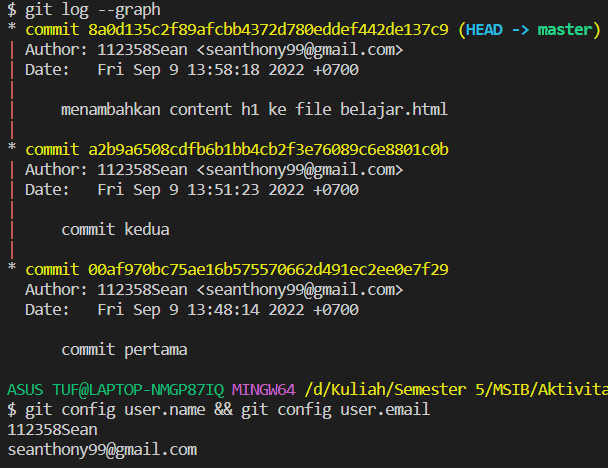 $ git log --graph
* commit 8a0d135c2f89afcbb4372d780eddef442de137c9 (HEAD -> master)
| Author: 112358Sean <seanthony99@gmail.com>
| Date:   Fri Sep 9 13:58:18 2022 +0700
|
|     menambahkan content h1 ke file belajar.html
|
* commit a2b9a6508cdfb6b1bb4cb2f3e76089c6e8801c0b
| Author: 112358Sean <seanthony99@gmail.com>
| Date:   Fri Sep 9 13:51:23 2022 +0700
|
|     commit kedua
|
* commit 00af970bc75ae16b575570662d491ec2ee0e7f29
  Author: 112358Sean <seanthony99@gmail.com>
  Date:   Fri Sep 9 13:48:14 2022 +0700

      commit pertama

ASUS TUF@LAPTOP-NMGP87IQ MINGW64 /d/Kuliah/Semester 5/MSIB/Aktivita
$ git config user.name && git config user.email
112358Sean
seanthony99@gmail.com